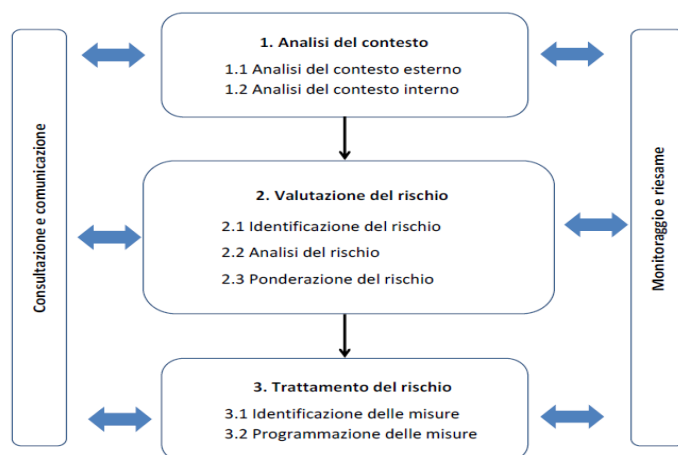 Consultazione e comunicazione
1. Analisi del contesto
1.1 Analisi del contesto esterno
1.2 Analisi del contesto interno
2. Valutazione del rischio
2.1 Identificazione del rischio
2.2 Analisi del rischio
2.3 Ponderazione del rischio
3. Trattamento del rischio
3.1 Identificazione delle misure
3.2 Programmazione delle misure
Monitoraggio e riesame